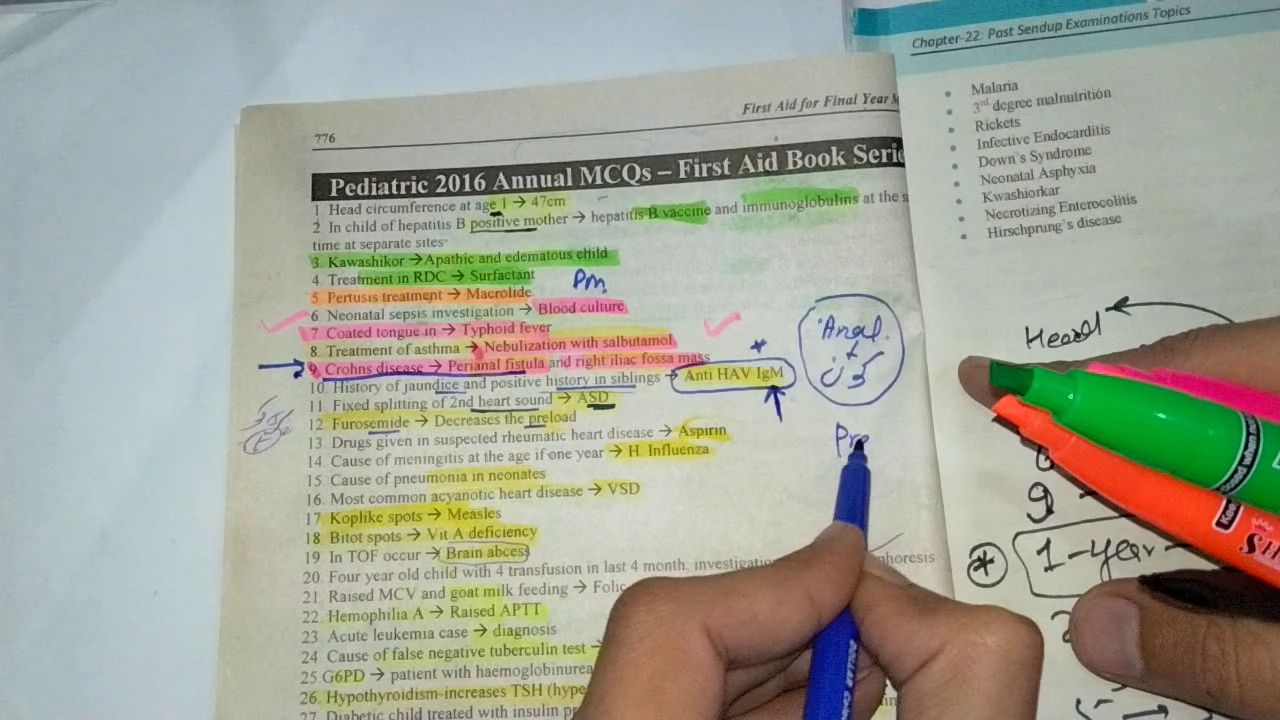 Chapter-22: Past Sendup Examinations Topics
• Malaria
• 3rd degree malnutrition
• Rickets
• Infective Endocarditis
• Down's Syndrome
• Neonatal Asphyxia
• Kwashiorkar
• Necrotizing Enterocolitis
• Hirschprung's disease
Head
9 -
* 1-year -
776
First Aid for Final Year M
Pediatric 2016 Annual MCQs – First Aid Book Serie
1. Head circumference at age 1 → 47cm
2. In child of hepatitis B positive mother → hepatitis B vaccine and immunoglobulins at the s
time at separate sites
3. Kawashikor → Apathic and edematous child
4. Treatment in RDC → Surfactant
5 Pertusis treatment → Macrolide
6. Neonatal sepsis investigation → Blood culture
7. Coated tongue in → Typhoid fever
8. Treatment of asthma → Nebulization with salbutamol
9. Crohns disease → Perianal fistula and right iliac fossa mass
10. History of jaundice and positive history in siblings → Anti HAV IgM
11. Fixed splitting of 2nd heart sound → ASD
12. Furosemide → Decreases the preload
13. Drugs given in suspected rheumatic heart disease → Aspirin
14. Cause of meningitis at the age if one year → H. Influenza
15. Cause of pneumonia in neonates
16. Most common acyanotic heart disease → VSD
17. Koplike spots → Measles
18. Bitot spots → Vit A deficiency
19. In TOF occur → Brain abcess
20. Four year old child with 4 transfusion in last 4 month, investigatio phoresis
21. Raised MCV and goat milk feeding → Folic
22. Hemophilia A → Raised APTT
23. Acute leukemia case → diagnosis
24. Cause of false negative tuberculin test →
25 G6PD → patient with haemoglobinurea
26. Hypothyroidism-increases TSH (hype
27. Diabetic child treated with insulin p
Pm
Anal
+
Pre